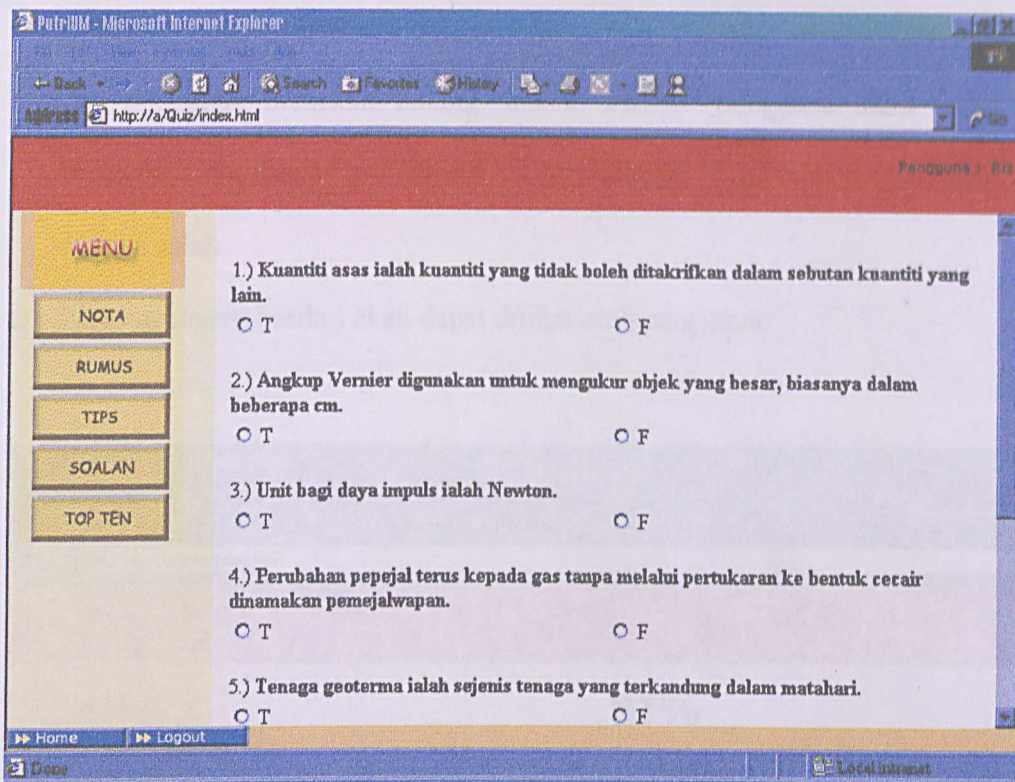 PutriUM - Microsoft Internet Explorer
Back Search Favorites History
Address http://a/Quiz/index.html Go
Pengguna : Riz
MENU
NOTA
RUMUS
TIPS
SOALAN
TOP TEN
1.) Kuantiti asas ialah kuantiti yang tidak boleh ditakrifkan dalam sebutan kuantiti yang
lain.
T F
2.) Angkup Vernier digunakan untuk mengukur objek yang besar, biasanya dalam
beberapa cm.
T F
3.) Unit bagi daya impuls ialah Newton.
T F
4.) Perubahan pepejal terus kepada gas tanpa melalui pertukaran ke bentuk cecair
dinamakan pemejalwapan.
T F
5.) Tenaga geoterma ialah sejenis tenaga yang terkandung dalam matahari.
T F
Home Logout
Done Local intranet